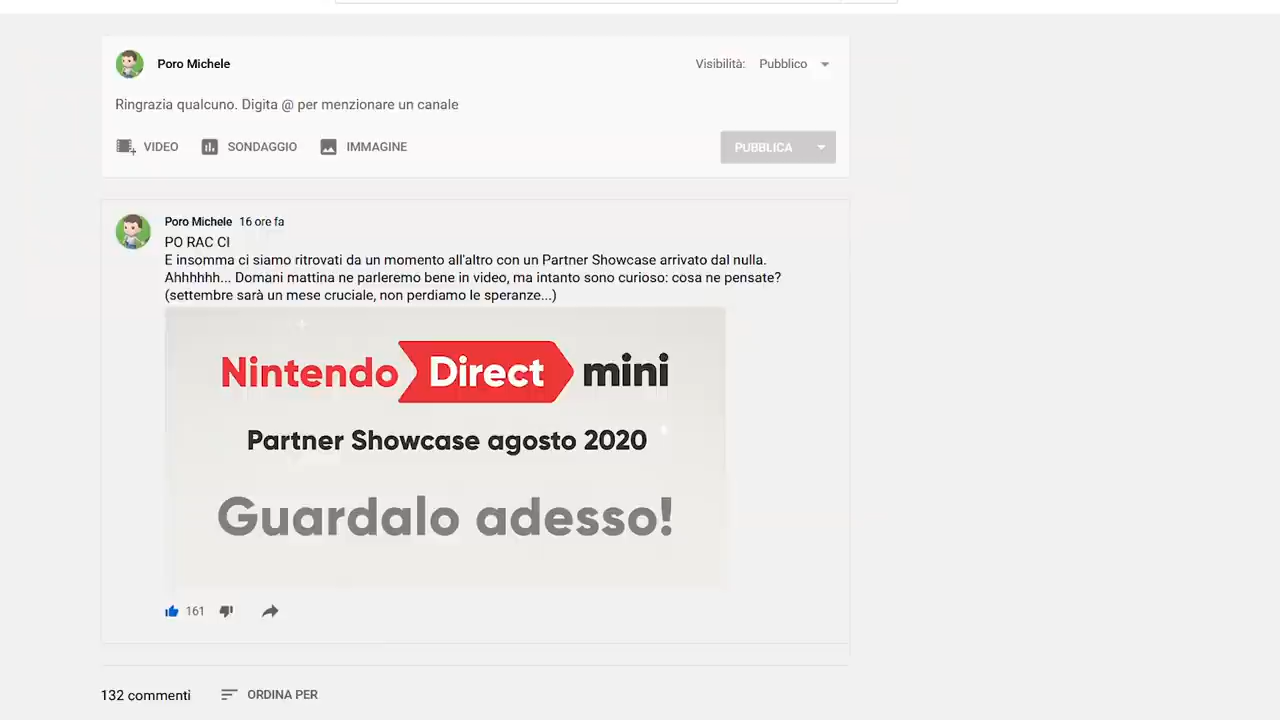 Poro Michele
Visibilità: Pubblico
Ringrazia qualcuno. Digita @ per menzionare un canale
VIDEO SONDAGGIO IMMAGINE
PUBBLICA
Poro Michele 16 ore fa
PO RAC CI
E insomma ci siamo ritrovati da un momento all'altro con un Partner Showcase arrivato dal nulla.
Ahhhhhh... Domani mattina ne parleremo bene in video, ma intanto sono curioso: cosa ne pensate?
(settembre sarà un mese cruciale, non perdiamo le speranze...)
Nintendo Direct mini
Partner Showcase agosto 2020
Guardalo adesso!
161
132 commenti
ORDINA PER